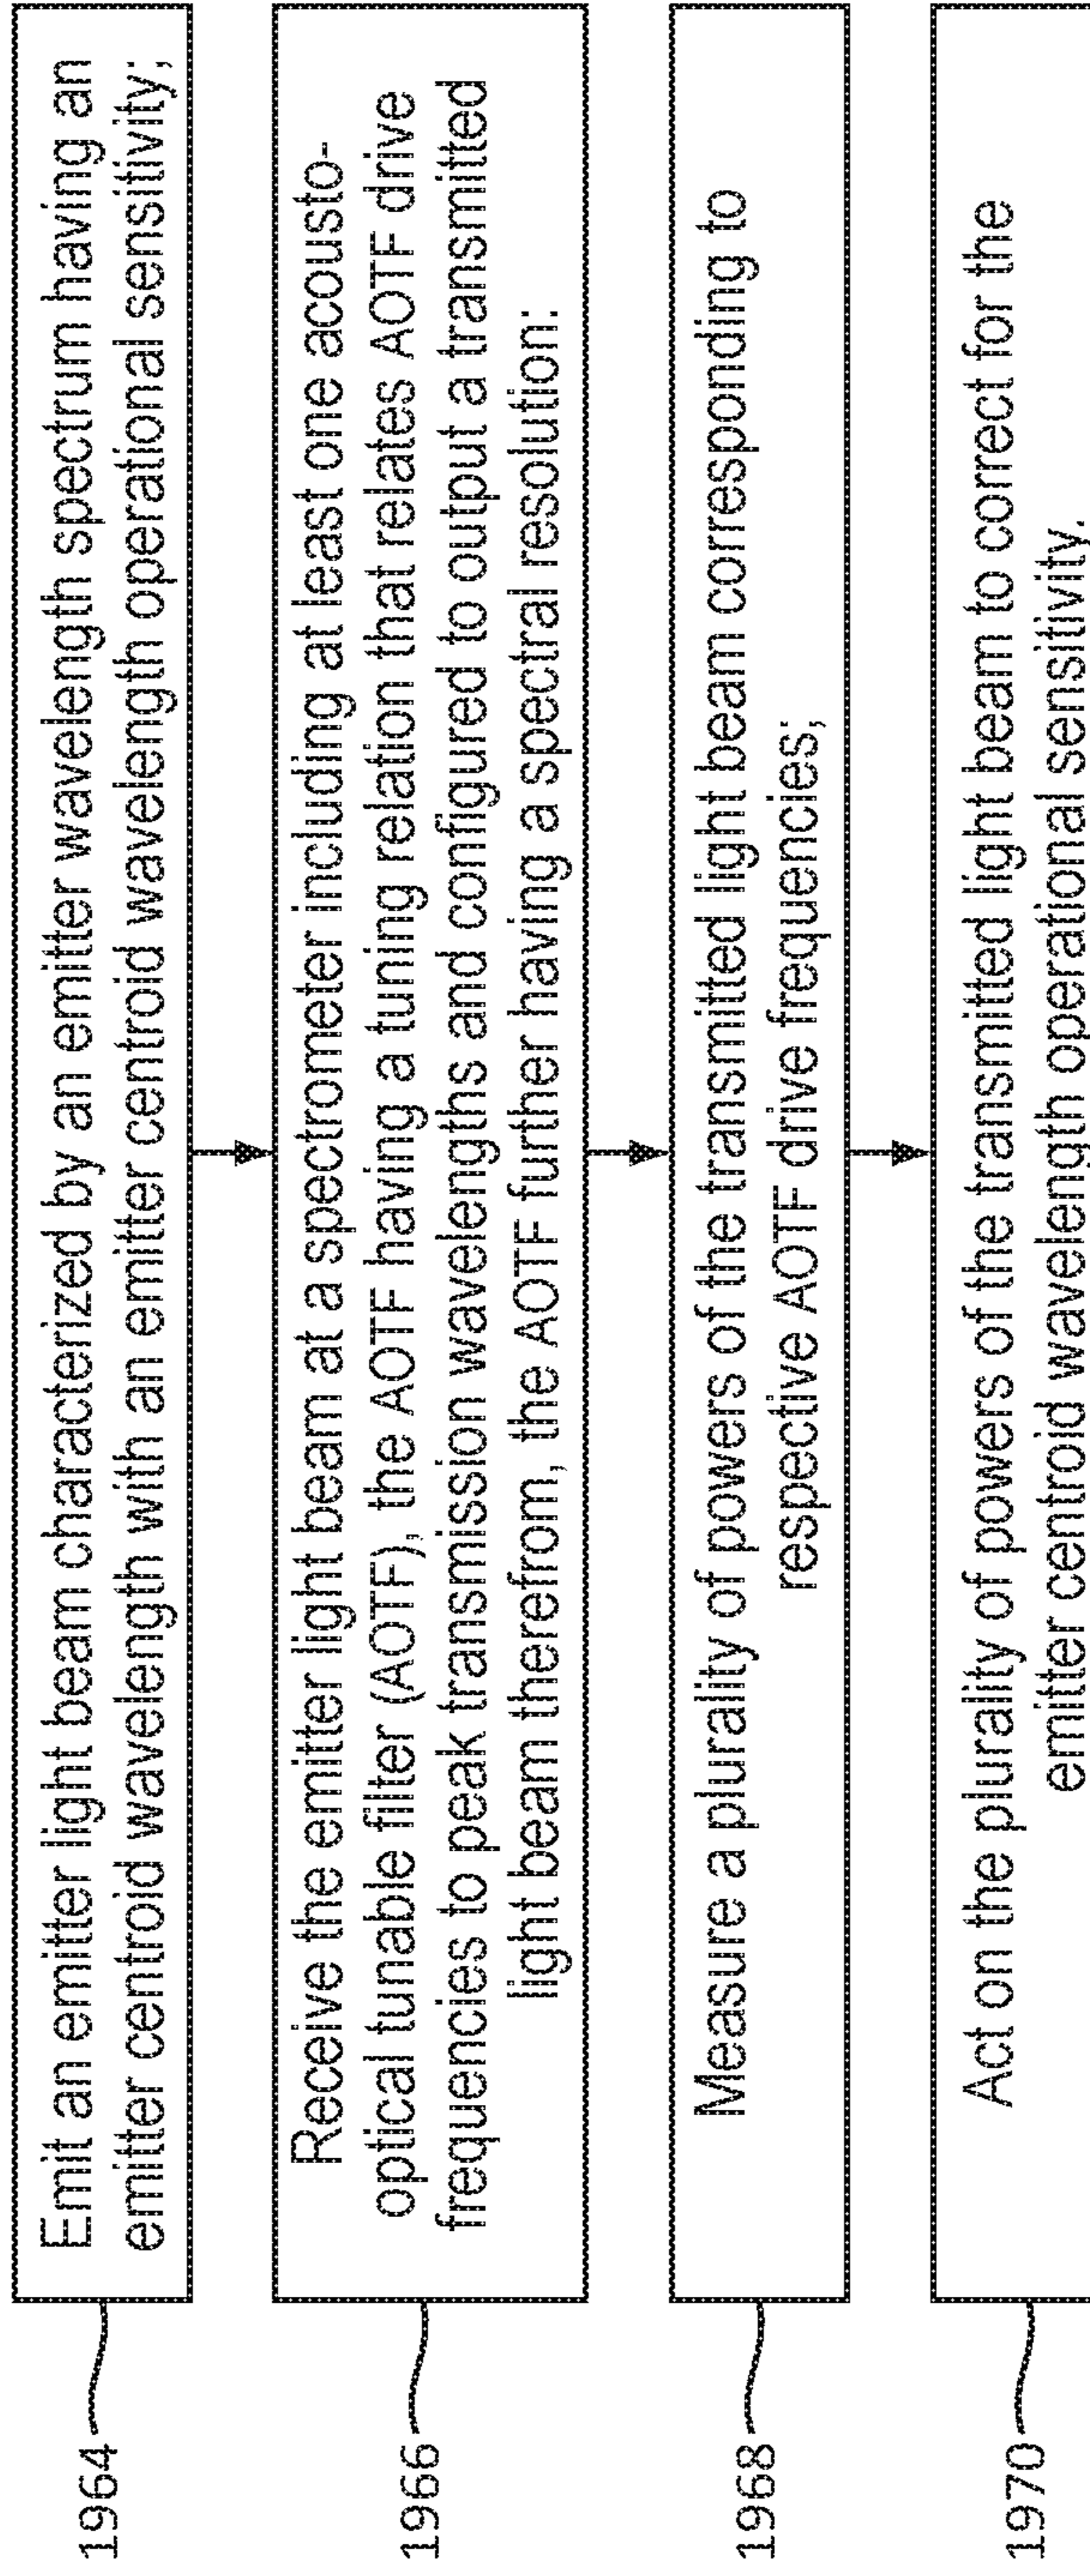 1964
Emit an emitter light beam characterized by an emitter wavelength spectrum having an
emitter centroid wavelength with an emitter centroid wavelength operational sensitivity;
1966
Receive the emitter light beam at a spectrometer including at least one acousto-
optical tunable filter (AOTF), the AOTF having a tuning relation that relates AOTF drive
frequencies to peak transmission wavelengths and configured to output a transmitted
light beam therefrom, the AOTF further having a spectral resolution:
1968
Measure a plurality of powers of the transmitted light beam corresponding to
respective AOTF drive frequencies;
1970
Act on the plurality of powers of the transmitted light beam to correct for the
emitter centroid wavelength operational sensitivity.